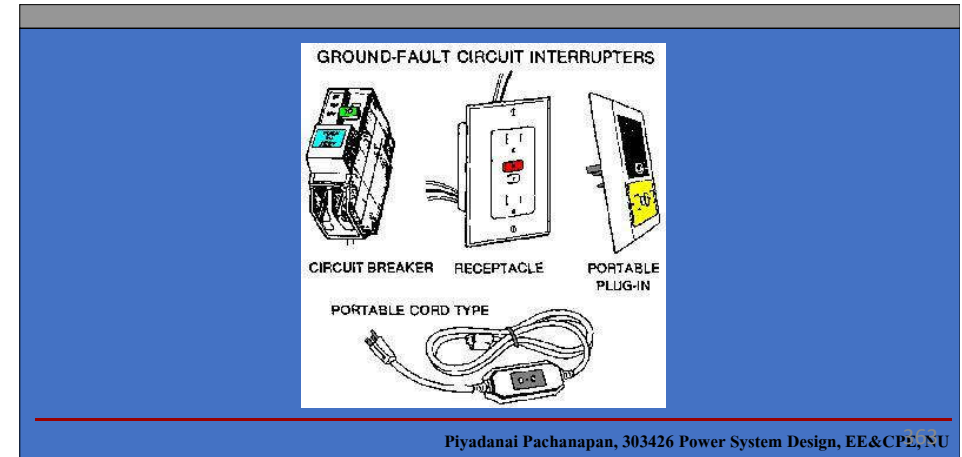 GROUND-FAULT CIRCUIT INTERRUPTERS
CIRCUIT BREAKER
RECEPTACLE
PORTABLE
PLUG-IN
PORTABLE CORD TYPE
Piyadanai Pachanapan, 303426 Power System Design, EE&CPE, NU
363